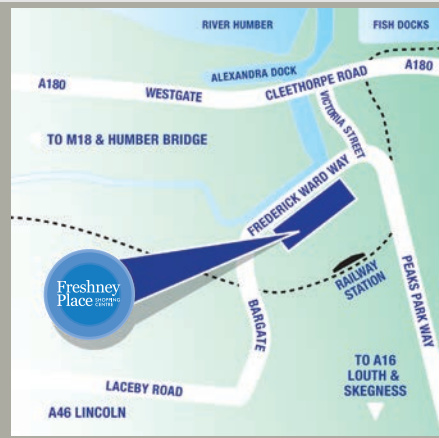 RIVER HUMBER
FISH DOCKS
ALEXANDRA DOCK
CLEETHORPE ROAD
A180
A180
WESTGATE
VICTORIA STREET
TO M18 & HUMBER BRIDGE
FREDERICK WARD WAY
Freshney
Place SHOPPING
CENTRE
RAILWAY
STATION
PEAKS PARK WAY
BARGATE
TO A16
LOUTH &
SKEGNESS
LACEBY ROAD
A46 LINCOLN